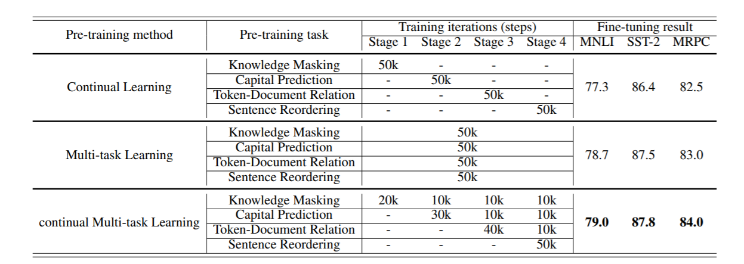 Pre-training method Pre-training task Training iterations (steps) Fine-tuning result
Stage 1 Stage 2 Stage 3 Stage 4 MNLI SST-2 MRPC
Continual Learning Knowledge Masking 50k - - - 77.3 86.4 82.5
Capital Prediction - 50k - -
Token-Document Relation - - 50k -
Sentence Reordering - - - 50k
Multi-task Learning Knowledge Masking 50k 78.7 87.5 83.0
Capital Prediction 50k
Token-Document Relation 50k
Sentence Reordering 50k
continual Multi-task Learning Knowledge Masking 20k 10k 10k 10k 79.0 87.8 84.0
Capital Prediction - 30k 10k 10k
Token-Document Relation - - 40k 10k
Sentence Reordering - - - 50k